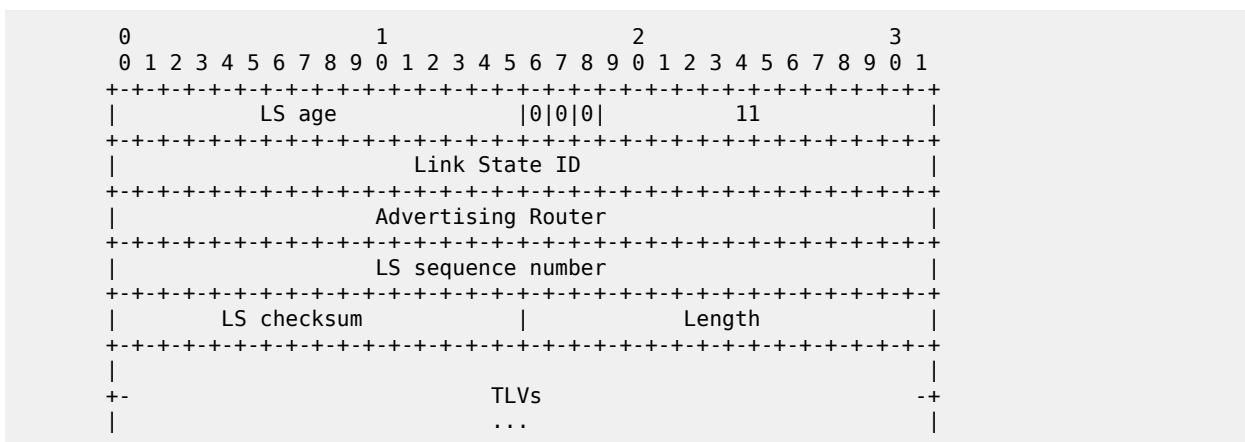 0                   1                   2                   3
 0 1 2 3 4 5 6 7 8 9 0 1 2 3 4 5 6 7 8 9 0 1 2 3 4 5 6 7 8 9 0 1
+-+-+-+-+-+-+-+-+-+-+-+-+-+-+-+-+-+-+-+-+-+-+-+-+-+-+-+-+-+-+-+-+
|           LS age              |0|0|0|          11             |
+-+-+-+-+-+-+-+-+-+-+-+-+-+-+-+-+-+-+-+-+-+-+-+-+-+-+-+-+-+-+-+-+
|                       Link State ID                           |
+-+-+-+-+-+-+-+-+-+-+-+-+-+-+-+-+-+-+-+-+-+-+-+-+-+-+-+-+-+-+-+-+
|                    Advertising Router                         |
+-+-+-+-+-+-+-+-+-+-+-+-+-+-+-+-+-+-+-+-+-+-+-+-+-+-+-+-+-+-+-+-+
|                    LS sequence number                         |
+-+-+-+-+-+-+-+-+-+-+-+-+-+-+-+-+-+-+-+-+-+-+-+-+-+-+-+-+-+-+-+-+
|        LS checksum            |            Length             |
+-+-+-+-+-+-+-+-+-+-+-+-+-+-+-+-+-+-+-+-+-+-+-+-+-+-+-+-+-+-+-+-+
|                                                               |
+-                            TLVs                             -+
|                             ...                               |